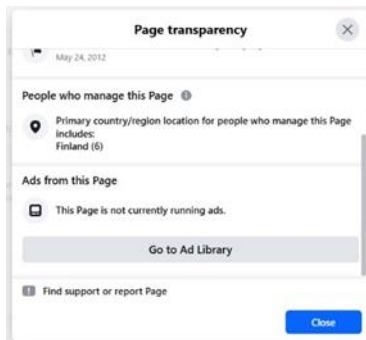 Page transparency
May 24, 2012
People who manage this Page
Primary country/region location for people who manage this Page
includes:
Finland (6)
Ads from this Page
This Page is not currently running ads.
Go to Ad Library
Find support or report Page
Close